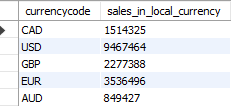 currencycode sales_in_local_currency
CAD 1514325
USD 9467464
GBP 2277388
EUR 3536496
AUD 849427